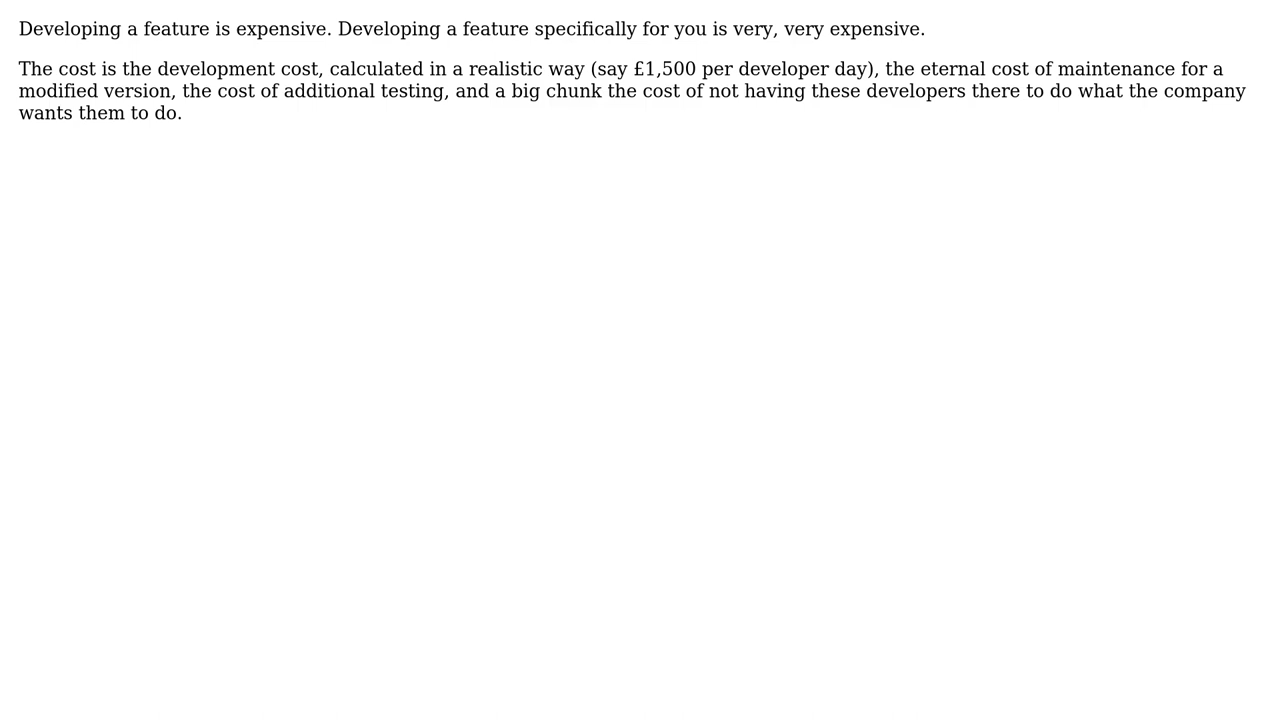 Developing a feature is expensive. Developing a feature specifically for you is very, very expensive.
The cost is the development cost, calculated in a realistic way (say £1,500 per developer day), the eternal cost of maintenance for a
modified version, the cost of additional testing, and a big chunk the cost of not having these developers there to do what the company
wants them to do.